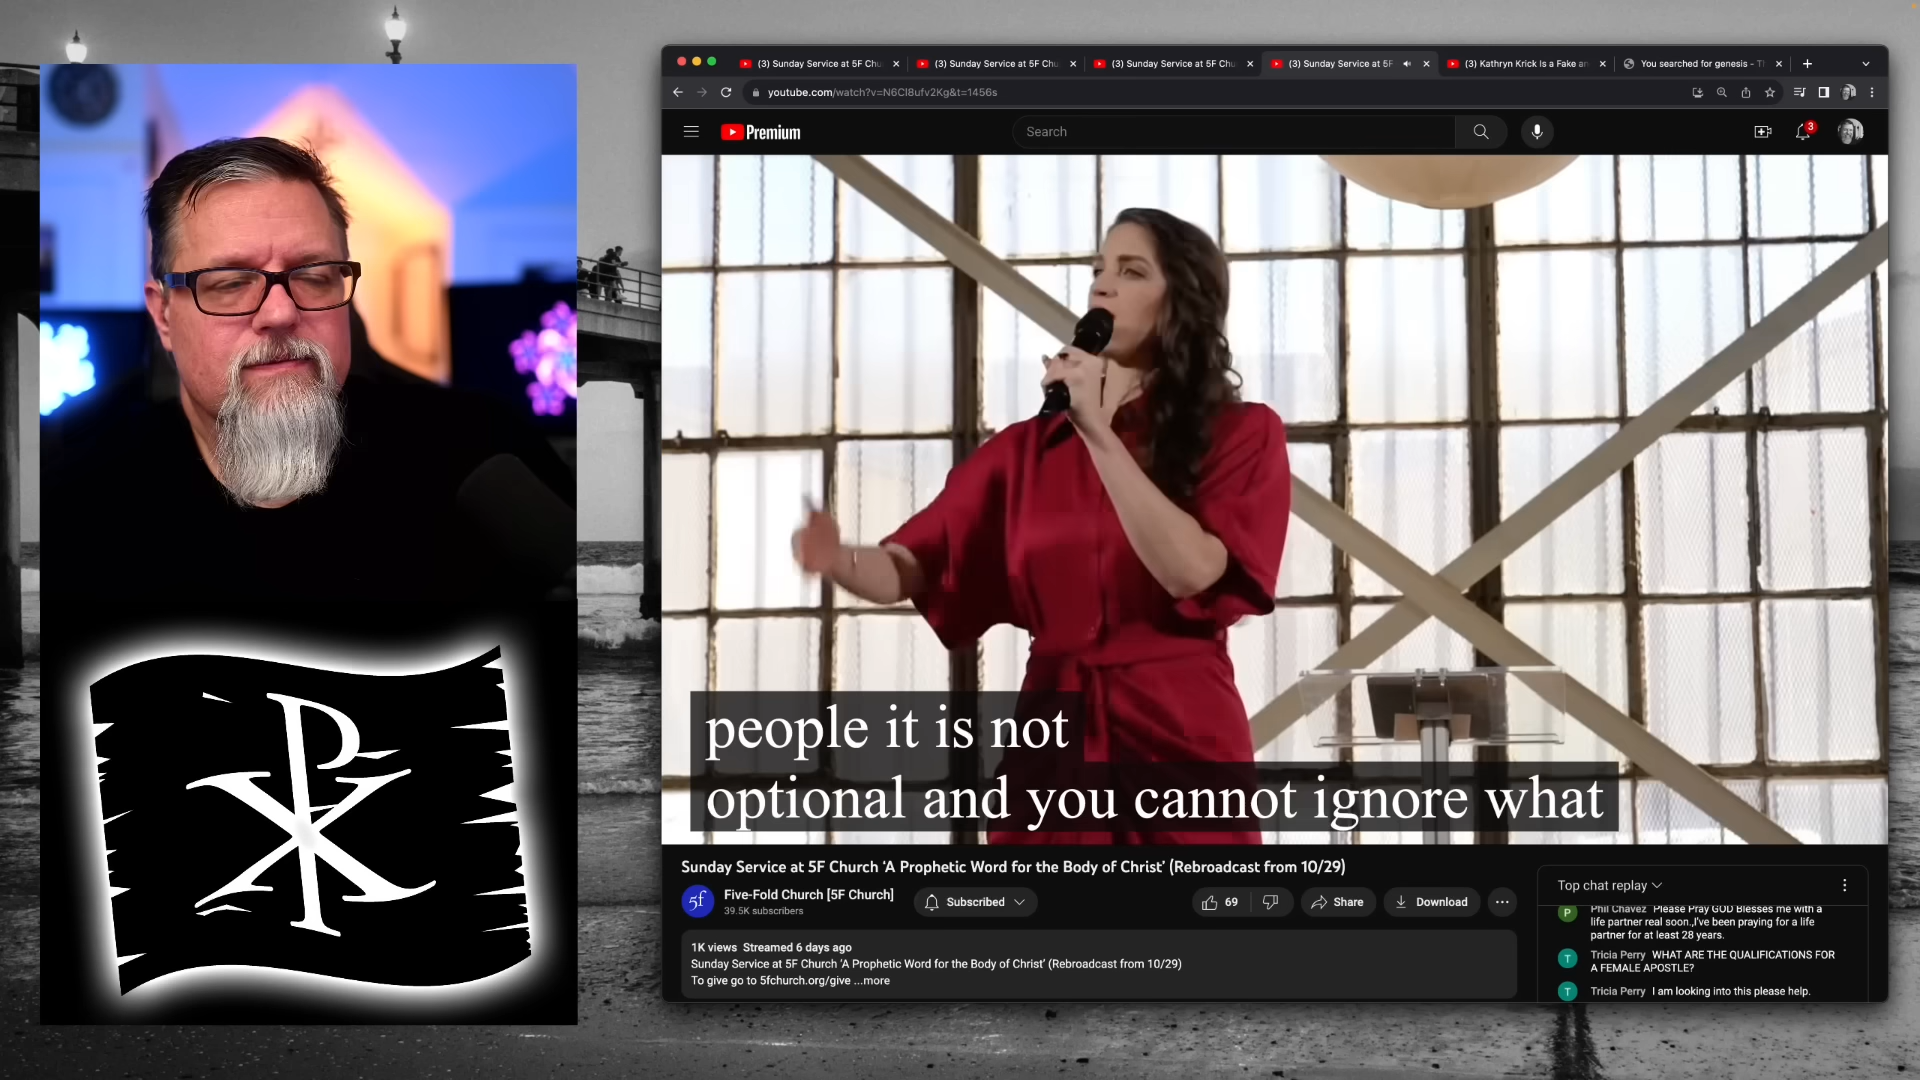 (3) Sunday Service at 5F Chu
(3) Sunday Service at 5F Chu
(3) Sunday Service at 5F Chu
(3) Sunday Service at 5F
(3) Kathryn Krick Is a Fake an
You searched for genesis - Th
youtube.com/watch?v=N6Cl8ufv2Kg&t=1456s
Premium
Search
3
people it is not
optional and you cannot ignore what
Sunday Service at 5F Church 'A Prophetic Word for the Body of Christ' (Rebroadcast from 10/29)
5f
Five-Fold Church [5F Church]
39.5K subscribers
Subscribed
69
Share
Download
1K views Streamed 6 days ago
Sunday Service at 5F Church 'A Prophetic Word for the Body of Christ' (Rebroadcast from 10/29)
To give go to 5fchurch.org/give ...more
Top chat replay
P Phil Chavez Please Pray GOD Blesses me with a
life partner real soon.,I've been praying for a life
partner for at least 28 years.
T Tricia Perry WHAT ARE THE QUALIFICATIONS FOR
A FEMALE APOSTLE?
T Tricia Perry I am looking into this please help.